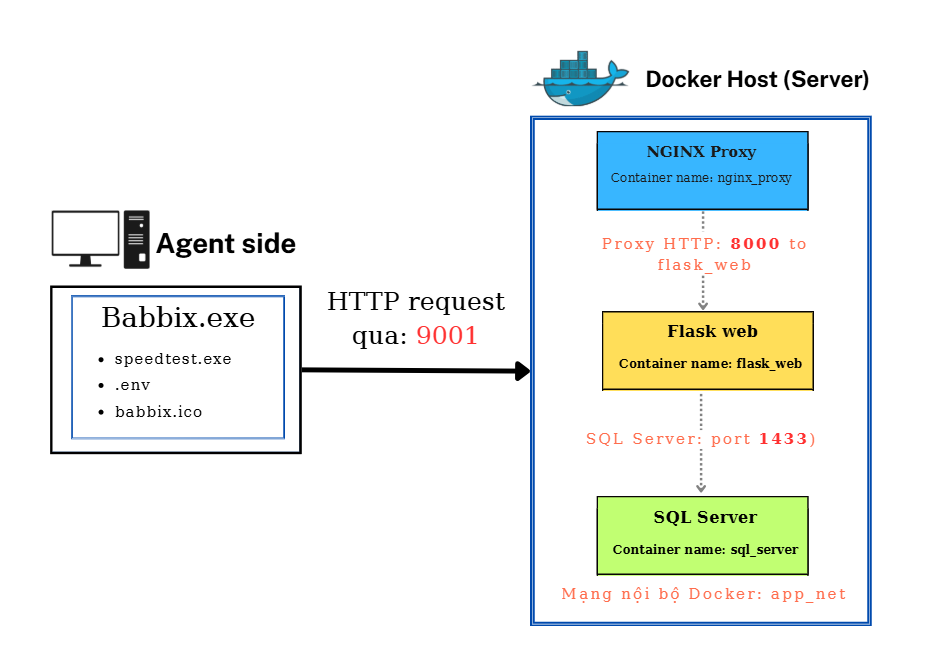 Docker Host (Server)
NGINX Proxy
Container name: nginx_proxy
Proxy HTTP: 8000 to
flask_web
Agent side
Babbix.exe
• speedtest.exe
• .env
• babbix.ico
HTTP request
qua: 9001
Flask web
Container name: flask_web
SQL Server: port 1433)
SQL Server
Container name: sql_server
Mạng nội bộ Docker: app_net